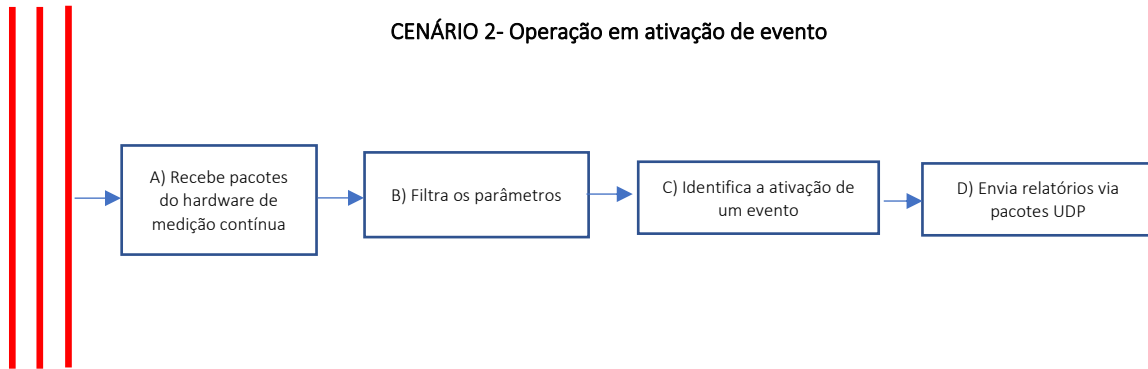 CENÁRIO 2- Operação em ativação de evento
A) Recebe pacotes
do hardware de
medição contínua
B) Filtra os parâmetros
C) Identifica a ativação de
um evento
D) Envia relatórios via
pacotes UDP